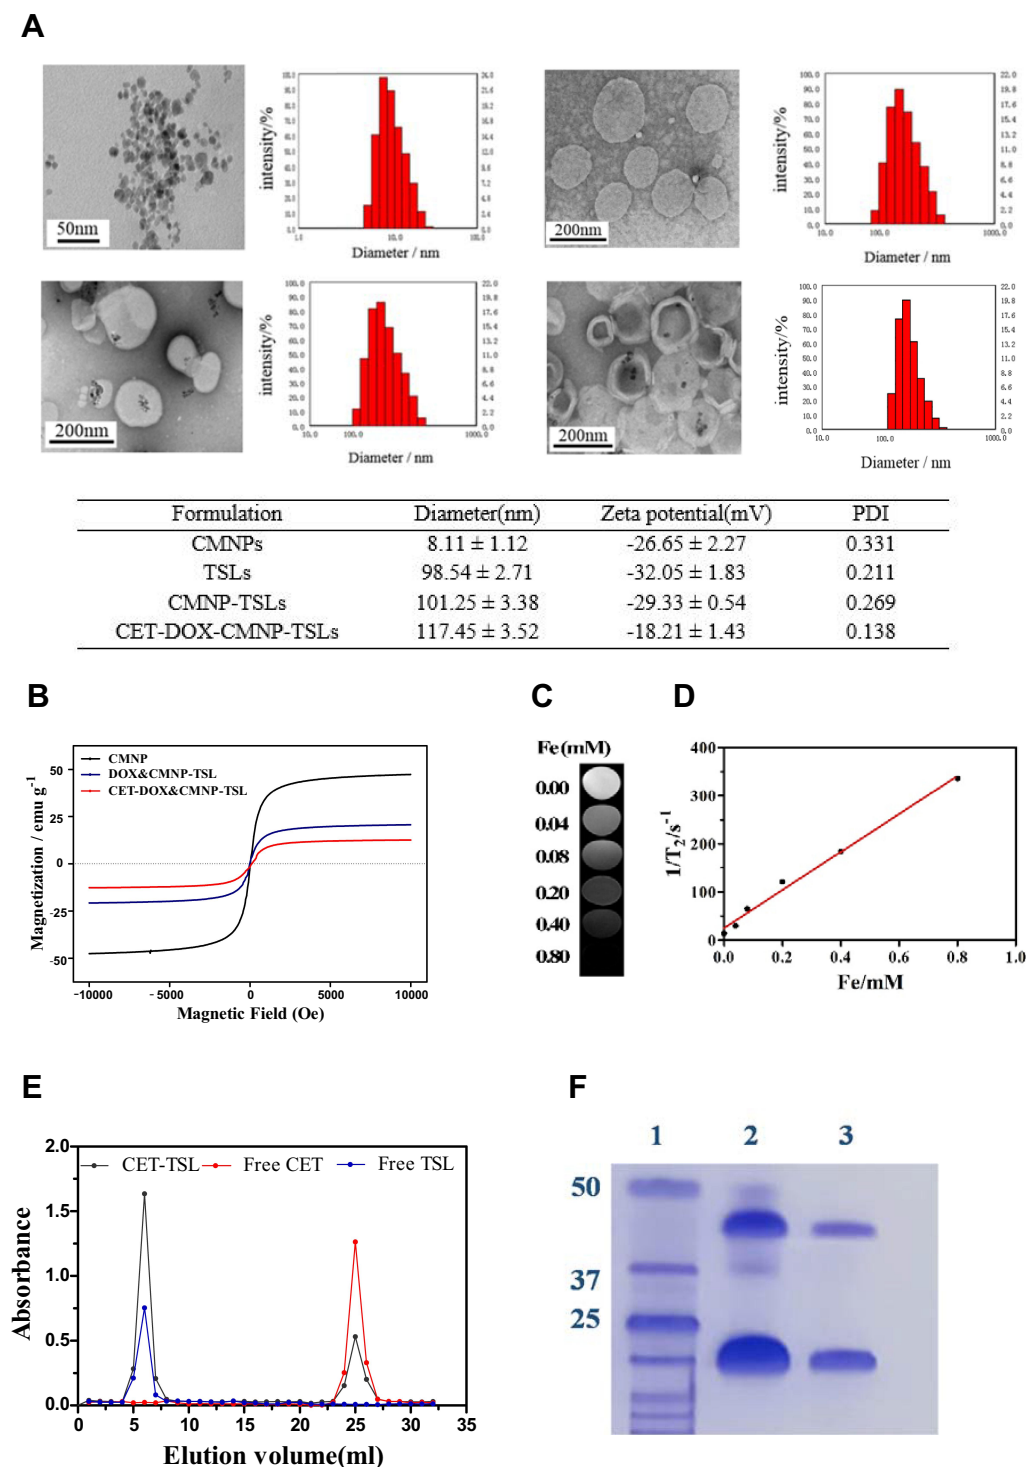 A
50nm
intensity/%
Diameter / nm
200nm
intensity/%
Diameter / nm
200nm
intensity/%
Diameter / nm
200nm
intensity/%
Diameter / nm
Formulation Diameter(nm) Zeta potential(mV) PDI
CMNPs 8.11 ± 1.12 -26.65 ± 2.27 0.331
TSLs 98.54 ± 2.71 -32.05 ± 1.83 0.211
CMNP-TSLs 101.25 ± 3.38 -29.33 ± 0.54 0.269
CET-DOX-CMNP-TSLs 117.45 ± 3.52 -18.21 ± 1.43 0.138
B
CMNP
DOX&CMNP-TSL
CET-DOX&CMNP-TSL
Magnetization / emu g-1
50
25
0
-25
-50
-10000 -5000 0 5000 10000
Magnetic Field (Oe)
C
Fe(mM)
0.00
0.04
0.08
0.20
0.40
0.80
D
1/T2/s-1
400
300
200
100
0
0.0 0.2 0.4 0.6 0.8 1.0
Fe/mM
E
CET-TSL Free CET Free TSL
Absorbance
2.0
1.5
1.0
0.5
0.0
0 5 10 15 20 25 30 35
Elution volume(ml)
F
1 2 3
50
37
25